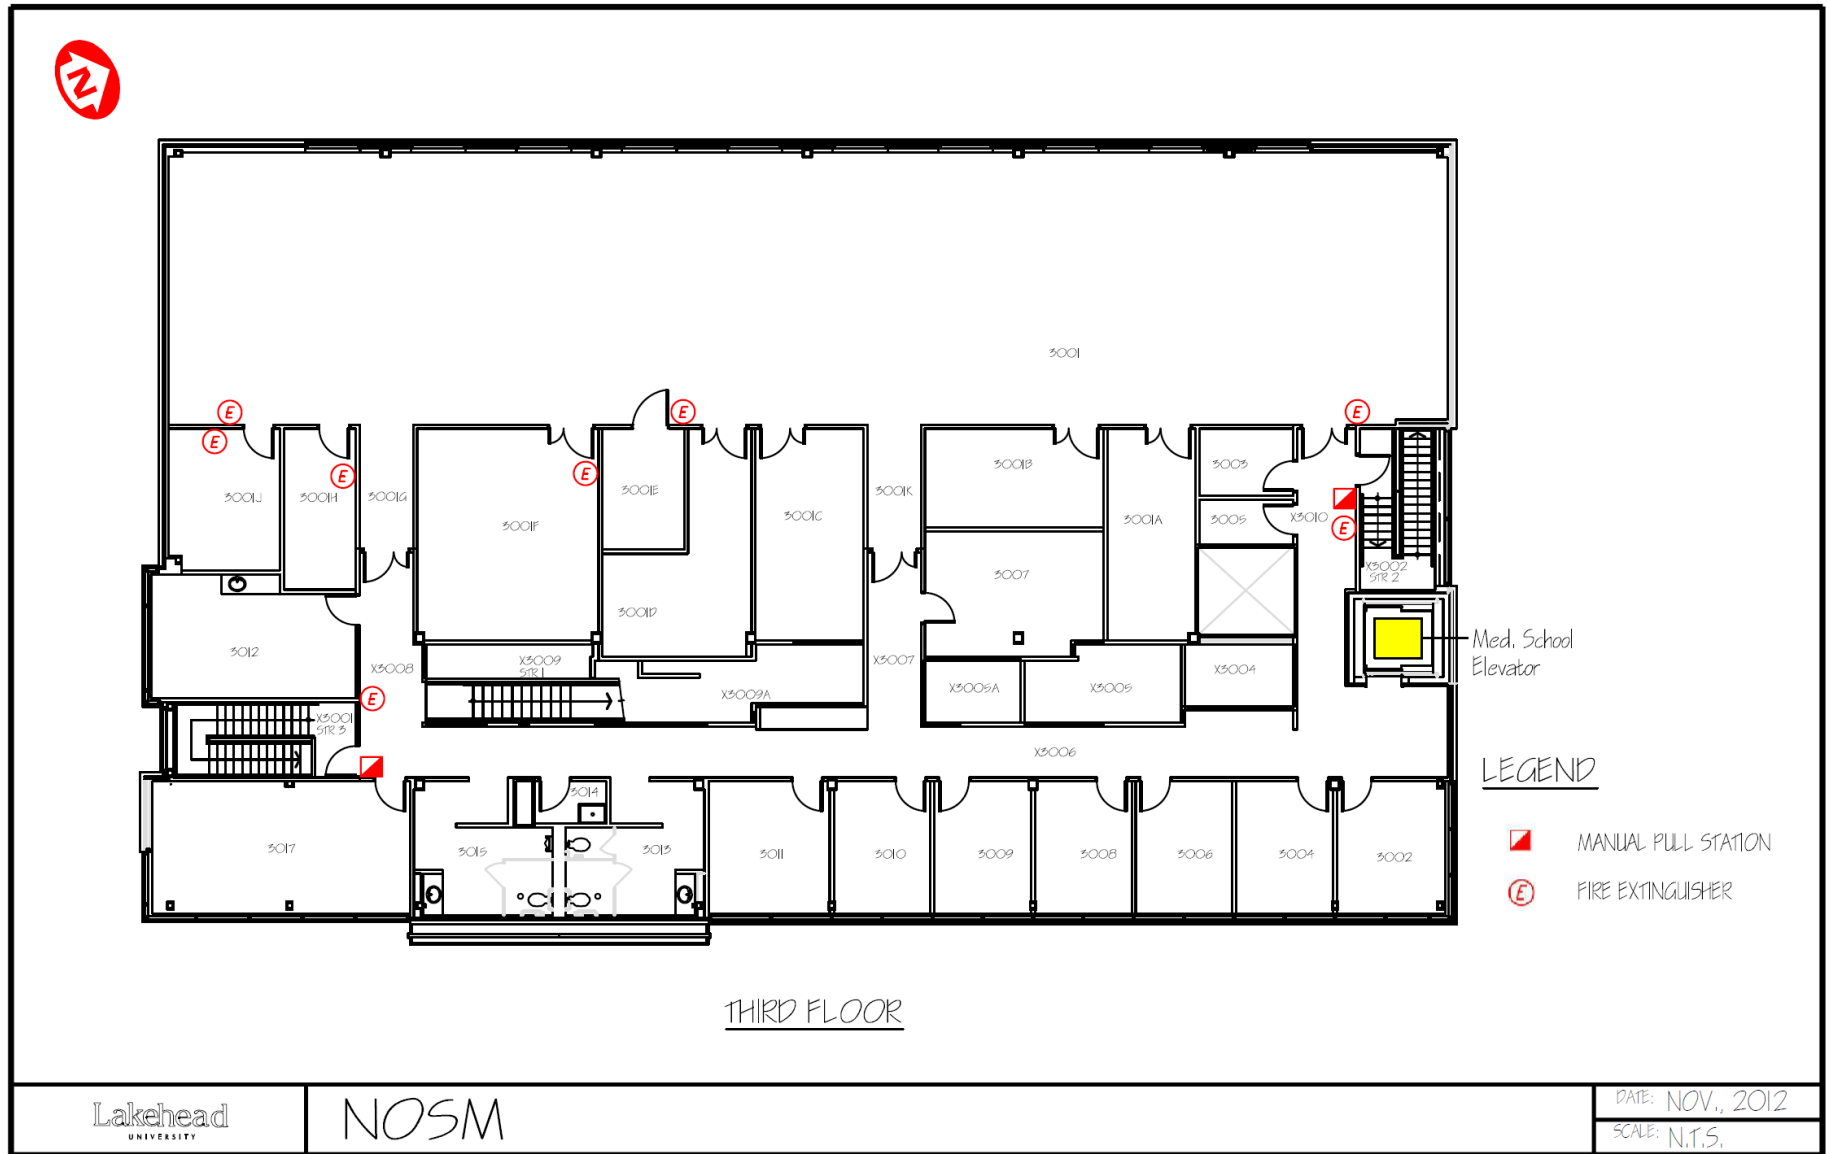 N
3001
E
E
E
E
E
E
E
3001J
3001H
3001G
3001F
3001E
3001C
3001K
3001B
3001A
3003
3005
X3010
E
X3002
STR 2
3007
3001D
3012
X3008
X3009
STR 1
X3009A
X3007
X3005A
X3005
X3004
Med. School
Elevator
E
X3001
STR 3
X3006
LEGEND
3017
3015
3014
3013
3011
3010
3009
3008
3006
3004
3002
MANUAL PULL STATION
E FIRE EXTINGUISHER
THIRD FLOOR
Lakehead
UNIVERSITY
NOSM
DATE: NOV., 2012
SCALE: N.T.S.